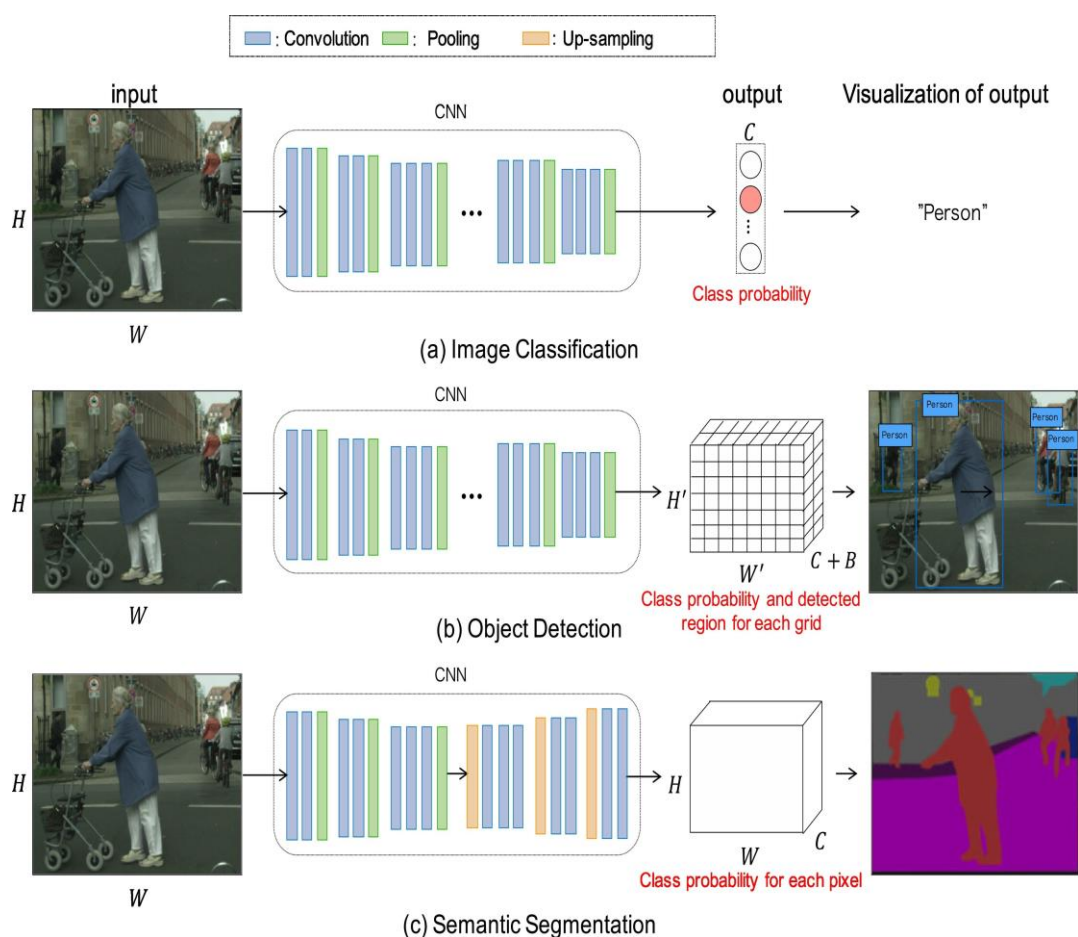 : Convolution : Pooling : Up-sampling
input output Visualization of output
CNN
C
H
...
...
"Person"
Class probability
W
(a) Image Classification
CNN
Person
Person
Person
Person
H
...
H'
C + B
W'
W
Class probability and detected
region for each grid
(b) Object Detection
CNN
H
H
C
W
W
Class probability for each pixel
(c) Semantic Segmentation